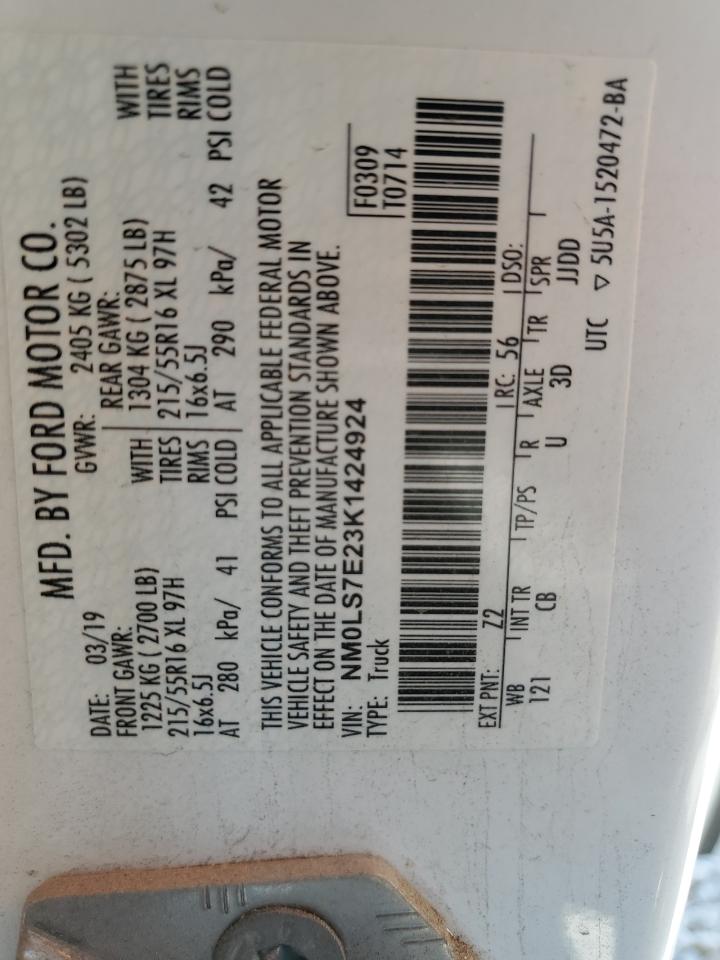 MFD. BY FORD MOTOR CO.
DATE: 03/19 GVWR: 2405 KG ( 5302 LB)
FRONT GAWR: REAR GAWR:
1225 KG ( 2700 LB) WITH 1304 KG ( 2875 LB) WITH
215/55R16 XL 97H TIRES 215/55R16 XL 97H TIRES
16x6.5J RIMS 16x6.5J RIMS
AT 280 kPa/ 41 PSI COLD AT 290 kPa/ 42 PSI COLD
THIS VEHICLE CONFORMS TO ALL APPLICABLE FEDERAL MOTOR
VEHICLE SAFETY AND THEFT PREVENTION STANDARDS IN
EFFECT ON THE DATE OF MANUFACTURE SHOWN ABOVE.
VIN: NM0LS7E23K1424924 F0309
TYPE: Truck T0714
EXT PNT: Z2 RC: 56 DSO:
WB INT TR TP/PS R AXLE TR SPR
121 CB U 3D JJDD
UTC ▽ 5U5A-1520472-BA